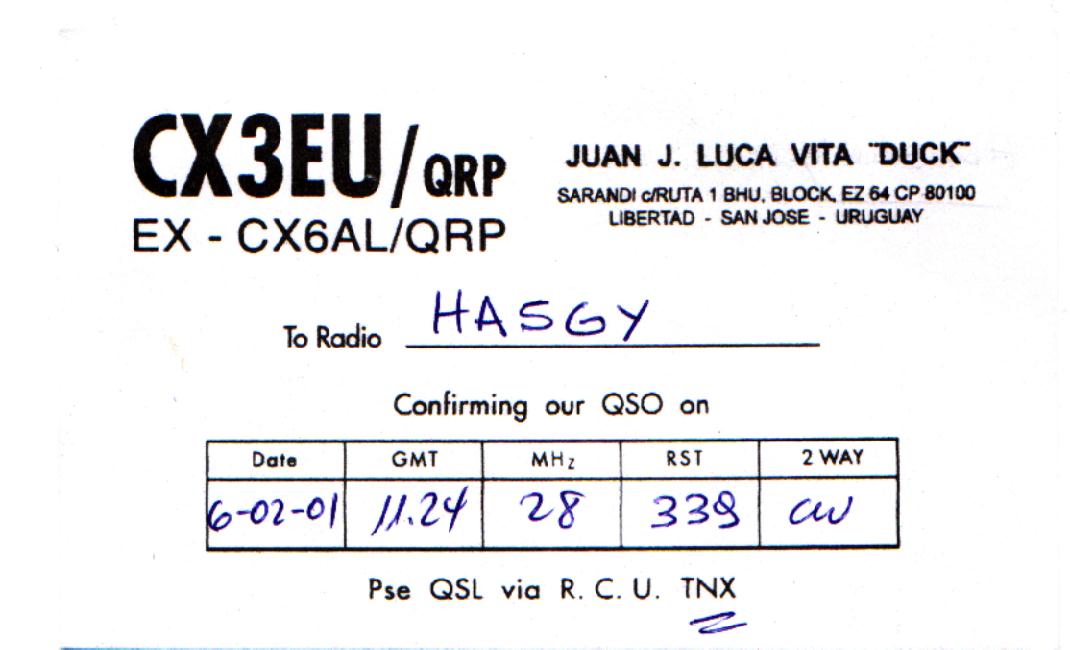 CX3EU/QRP
EX - CX6AL/QRP
JUAN J. LUCA VITA "DUCK"
SARANDI c/RUTA 1 BHU, BLOCK, EZ 64 CP 80100
LIBERTAD - SAN JOSE - URUGUAY
To Radio HA5GY
Confirming our QSO on
Date GMT MHz RST 2 WAY
6-02-01 11.24 28 339 CW
Pse QSL via R. C. U. TNX